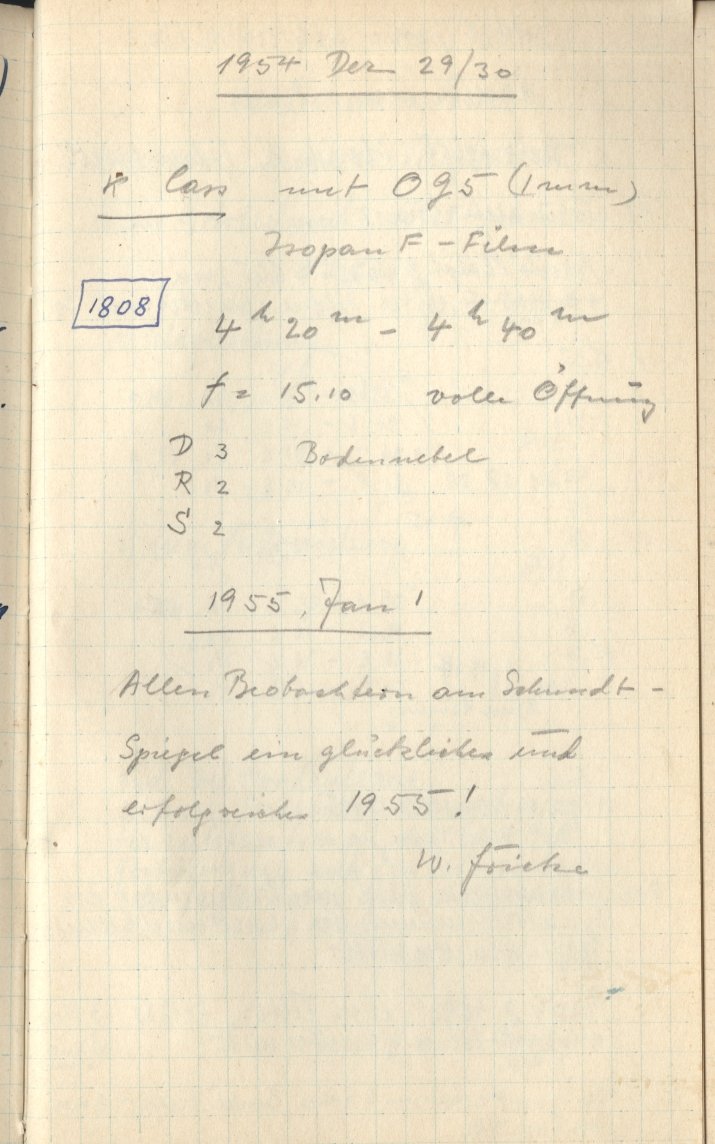 1954 Dez 29/30
κ Cass mit OG5 (1mm)
Isopan F - Film
1808
4h 20m - 4h 40m
f = 15.10 volle Öffnung
D 3 Bodennebel
R 2
S 2
1955, Jan 1
Allen Beobachtern am Schmidt-
Spiegel ein glückliches und
erfolgreiches 1955!
W. Fricke